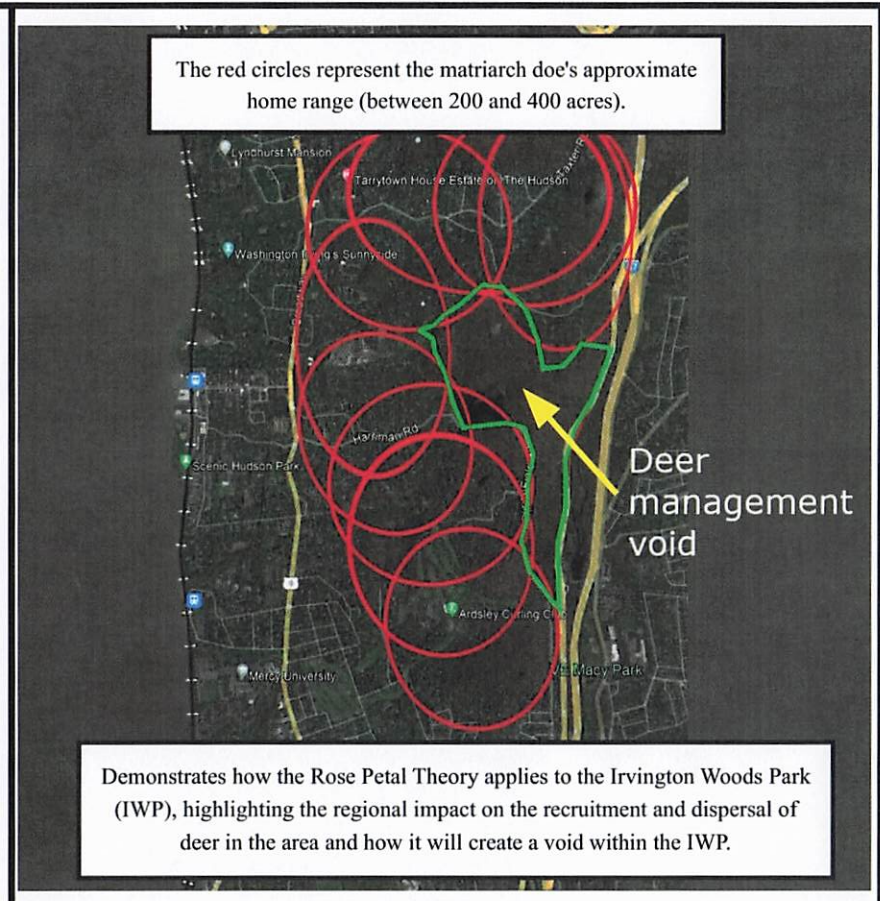 The red circles represent the matriarch doe's approximate
home range (between 200 and 400 acres).
Lyndhurst Mansion
Taxter Rd
Tarrytown House Estate on The Hudson
Washington Irving's Sunnyside
Harriman Rd
Scenic Hudson Park
Deer
management
void
9
Ardsley Curling Club
VE Macy Park
Mercy University
Demonstrates how the Rose Petal Theory applies to the Irvington Woods Park
(IWP), highlighting the regional impact on the recruitment and dispersal of
deer in the area and how it will create a void within the IWP.